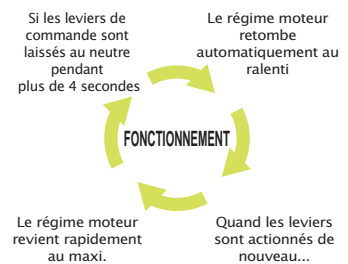 Si les leviers de
commande sont
laissés au neutre
pendant
plus de 4 secondes
Le régime moteur
retombe
automatiquement au
ralenti
FONCTIONNEMENT
Quand les leviers
sont actionnés de
nouveau...
Le régime moteur
revient rapidement
au maxi.